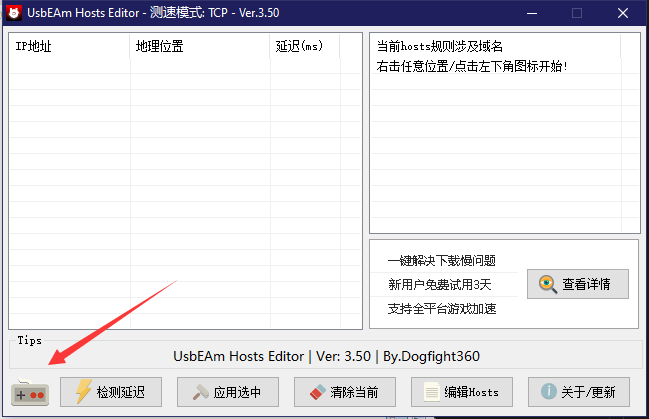 UsbEAm Hosts Editor - 测速模式: TCP - Ver.3.50
IP地址 地理位置 延迟(ms)
当前hosts规则涉及域名
右击任意位置/点击左下角图标开始!
一键解决下载慢问题
新用户免费试用3天
支持全平台游戏加速
查看详情
Tips
UsbEAm Hosts Editor | Ver: 3.50 | By.Dogfight360
检测延迟 应用选中 清除当前 编辑Hosts 关于/更新